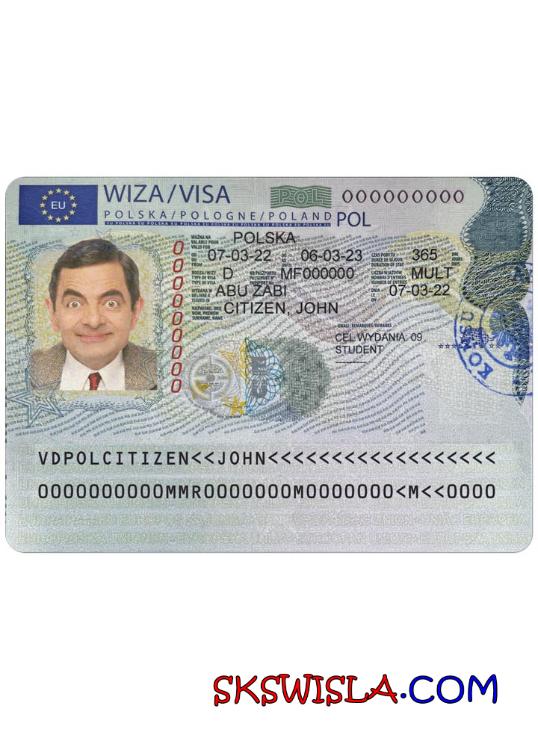 EU
WIZA/VISA
POL
000000000
POLSKA/POLOGNE/POLAND POL
POLSKA
07-03-22
06-03-23
365
D
MF000000
MULT
ABU ZABI
07-03-22
CITIZEN, JOHN
000000000
CEL WYDANIA 09
STUDENT
VDPOLCITIZEN<<JOHN<<<<<<<<<<<<<<<<<<
0000000000MMR0000000M0000000<M<<0000
SKSWISLA.COM